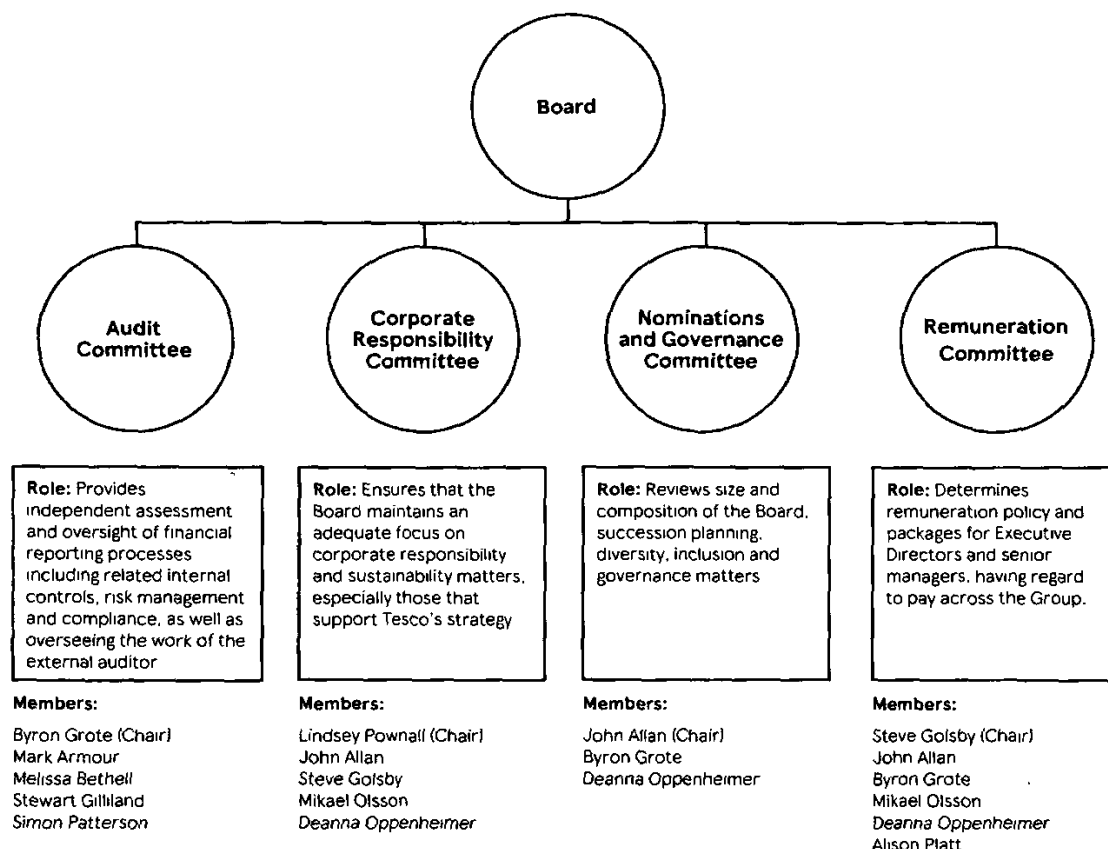 Board
Audit
Committee
Corporate
Responsibility
Committee
Nominations
and Governance
Committee
Remuneration
Committee
Role: Provides
independent assessment
and oversight of financial
reporting processes
including related internal
controls, risk management
and compliance, as well as
overseeing the work of the
external auditor
Role: Ensures that the
Board maintains an
adequate focus on
corporate responsibility
and sustainability matters,
especially those that
support Tesco's strategy
Role: Reviews size and
composition of the Board,
succession planning,
diversity, inclusion and
governance matters
Role: Determines
remuneration policy and
packages for Executive
Directors and senior
managers, having regard
to pay across the Group.
Members:
Byron Grote (Chair)
Mark Armour
Melissa Bethell
Stewart Gilliland
Simon Patterson
Members:
Lindsey Pownall (Chair)
John Allan
Steve Golsby
Mikael Olsson
Deanna Oppenheimer
Members:
John Allan (Chair)
Byron Grote
Deanna Oppenheimer
Members:
Steve Golsby (Chair)
John Allan
Byron Grote
Mikael Olsson
Deanna Oppenheimer
Alison Platt